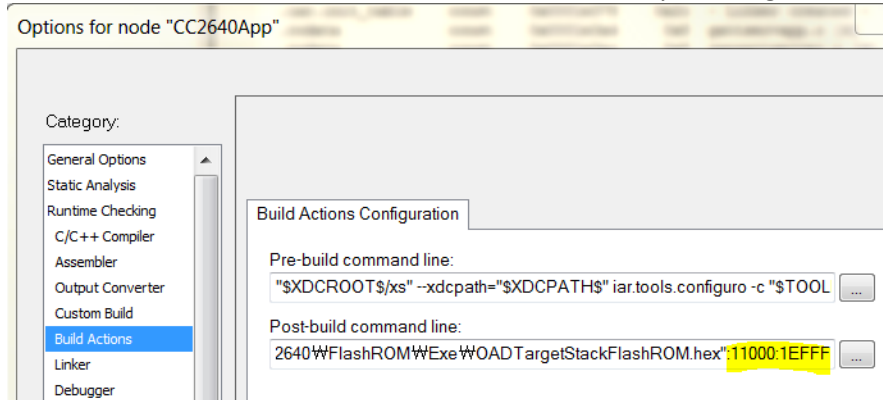 Options for node "CC2640App"
Category:
General Options
Static Analysis
Runtime Checking
C/C++ Compiler
Assembler
Output Converter
Custom Build
Build Actions
Linker
Debugger
Build Actions Configuration
Pre-build command line:
"$XDCROOT$/xs" --xdcpath="$XDCPATH$" iar.tools.configuro -c "$TOOL
...
Post-build command line:
2640₩FlashROM₩Exe₩OADTargetStackFlashROM.hex":11000:1EFFF
...